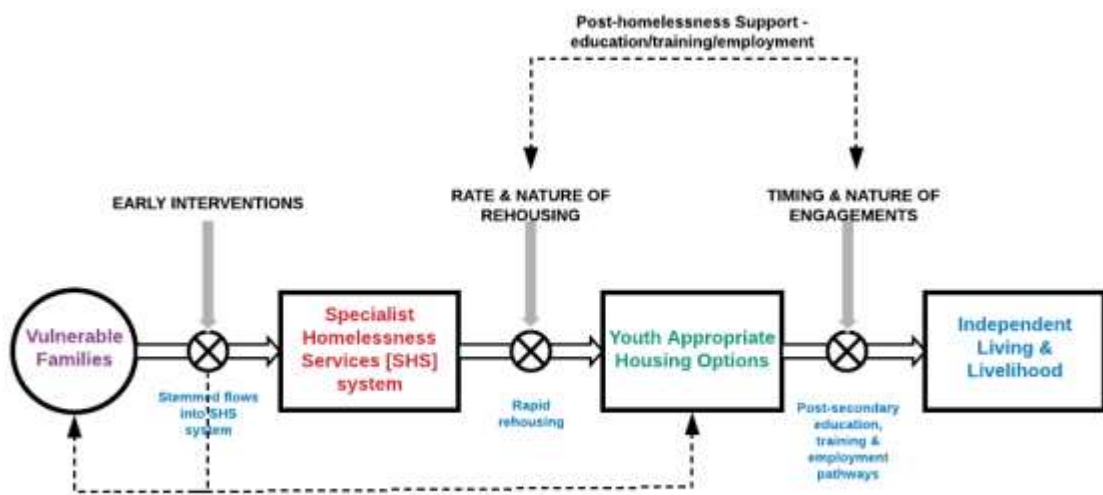 Post-homelessness Support -
education/training/employment
EARLY INTERVENTIONS
RATE & NATURE OF
REHOUSING
TIMING & NATURE OF
ENGAGEMENTS
Vulnerable
Families
Stemmed flows
into SHS
system
Specialist
Homelessness
Services [SHS]
system
Rapid
rehousing
Youth Appropriate
Housing Options
Post-secondary
education,
training &
employment
pathways
Independent
Living &
Livelihood